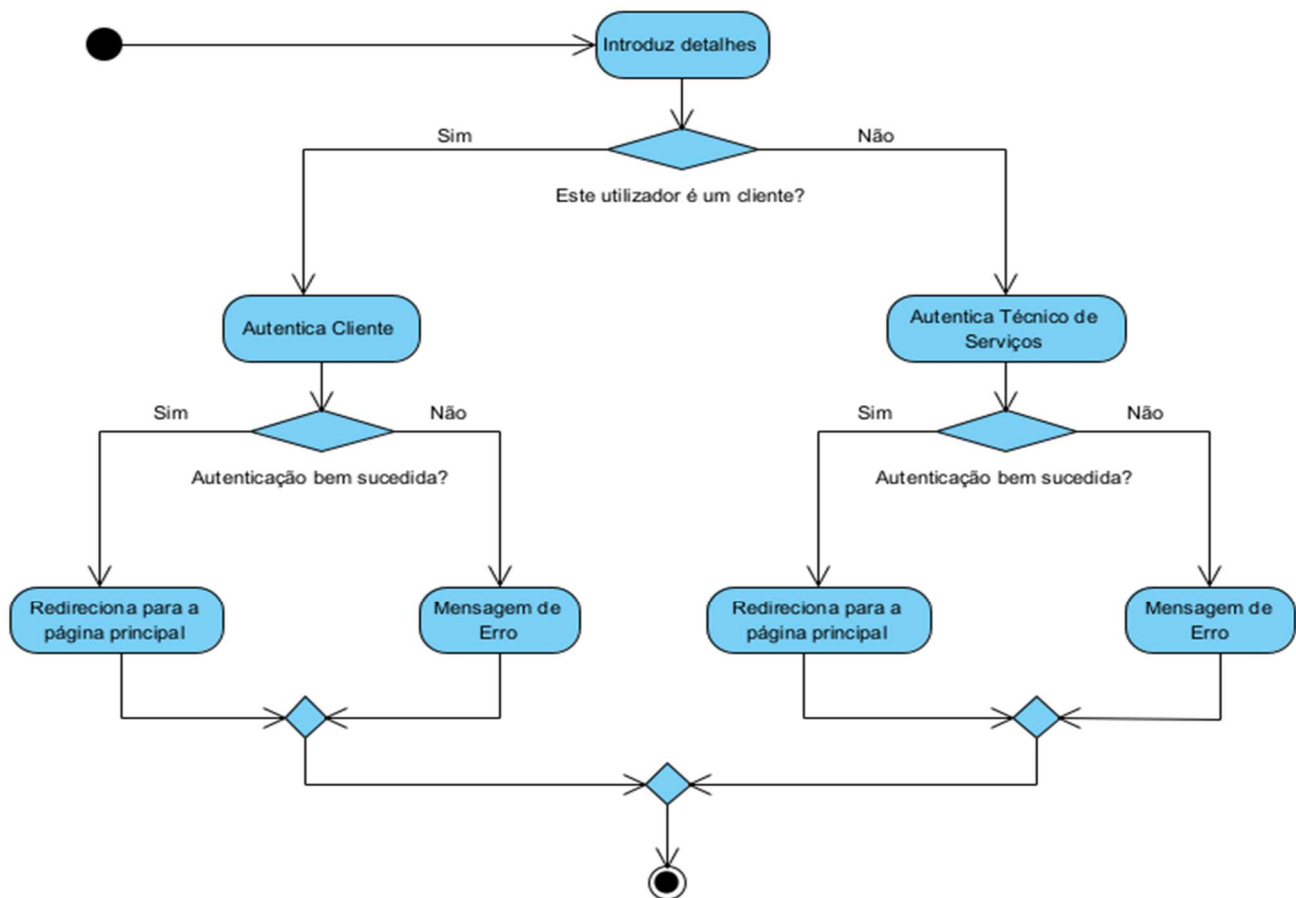 Introduz detalhes
Sim
Não
Este utilizador é um cliente?
Autentica Cliente
Autentica Técnico de
Serviços
Sim
Não
Sim
Não
Autenticação bem sucedida?
Autenticação bem sucedida?
Redireciona para a
página principal
Mensagem de
Erro
Redireciona para a
página principal
Mensagem de
Erro